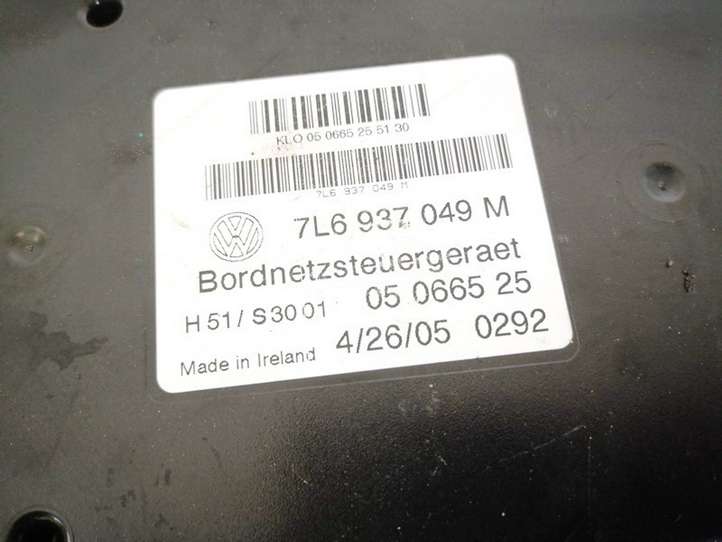 KLO 05 0665 25 51 30
7L6 937 049 M
7L6 937 049 M
Bordnetzsteuergeraet
H 51 / S 30 01 05 0665 25
Made in Ireland 4/26/05 0292